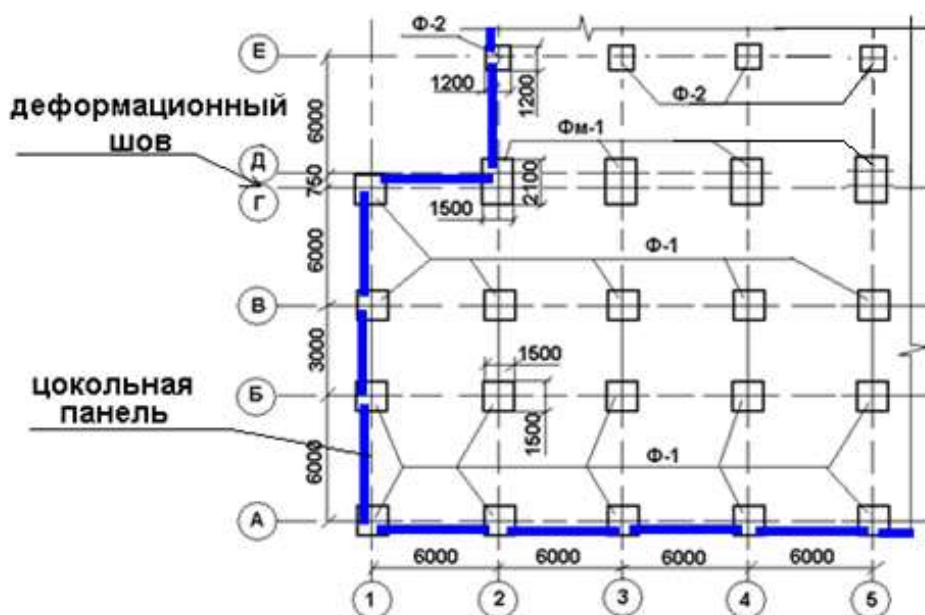 Ф-2
Е
1200
1200
Ф-2
деформационный
шов
6000
Д
Фм-1
750
Г
1500
2100
6000
Ф-1
В
3000
1500
цокольная
панель
Б
1500
6000
Ф-1
А
6000 6000 6000 6000
1 2 3 4 5